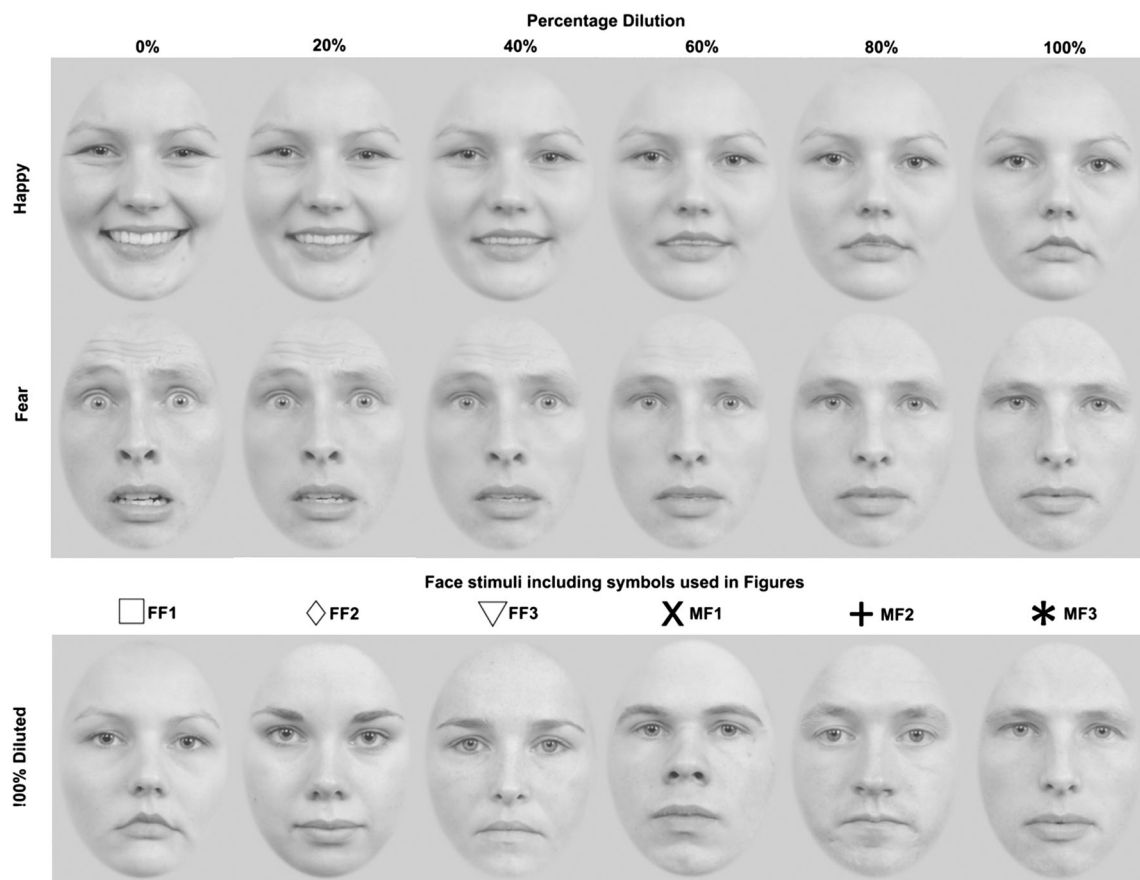 Percentage Dilution
0% 20% 40% 60% 80% 100%
Happy
Fear
Face stimuli including symbols used in Figures
FF1 FF2 FF3 MF1 MF2 MF3
!00% Diluted